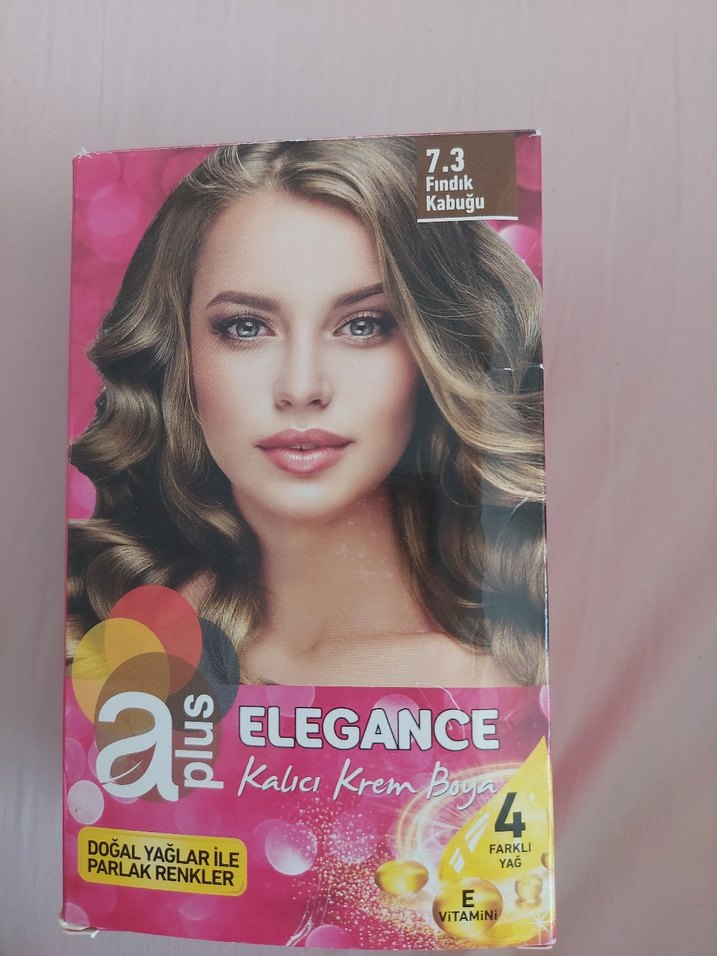 7.3
Fındık
Kabuğu
a plus
ELEGANCE
Kalıcı Krem Boya
DOĞAL YAĞLAR İLE
PARLAK RENKLER
4
FARKLI
YAĞ
E
VİTAMİNİ